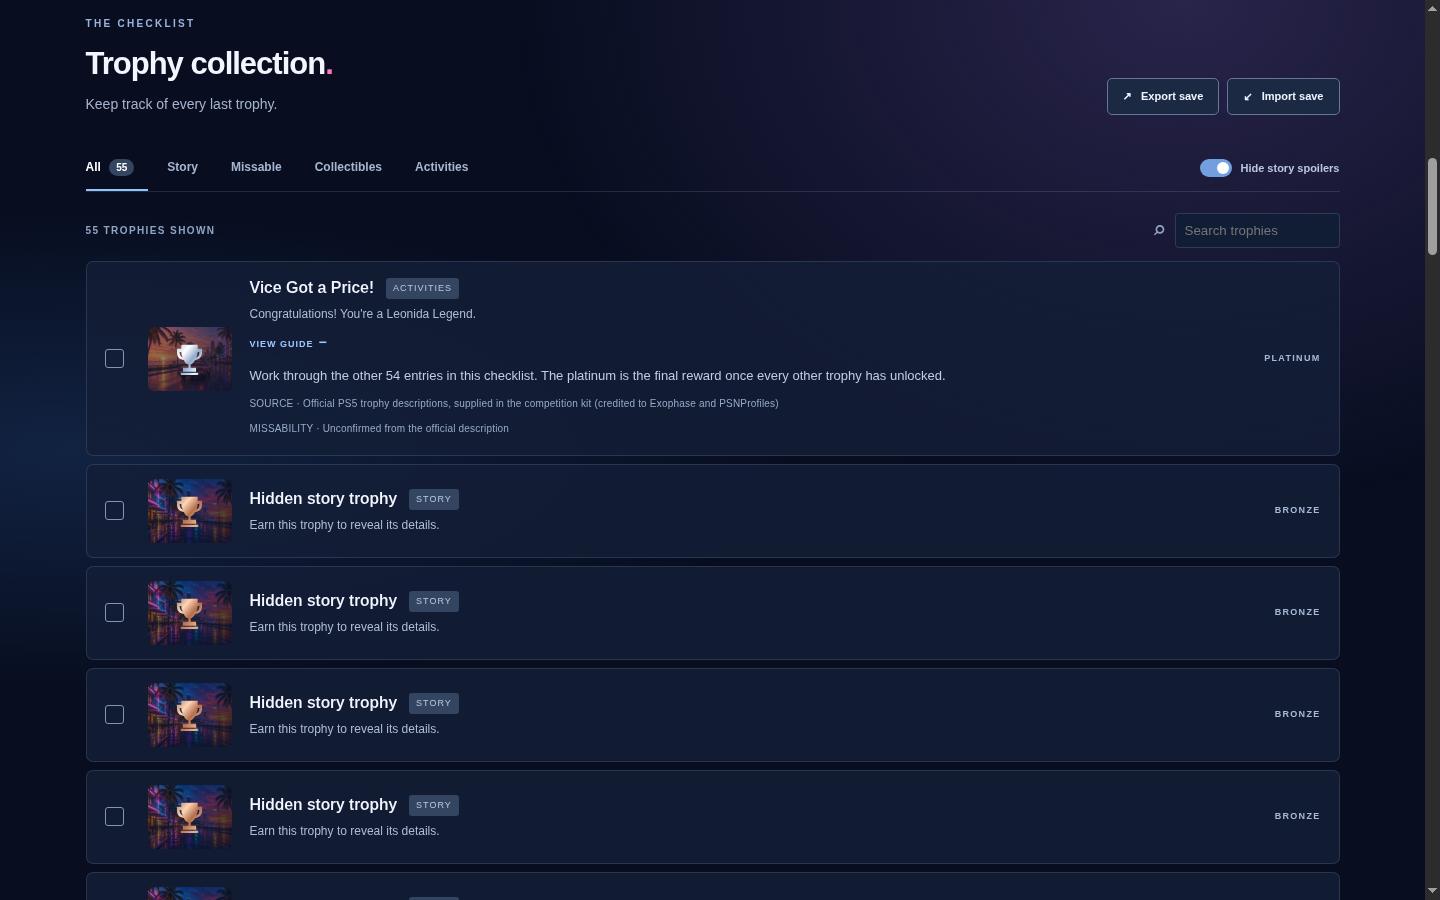 THE CHECKLIST
Trophy collection.
Keep track of every last trophy.
↗ Export save
↙ Import save
All 55 Story Missable Collectibles Activities
Hide story spoilers
55 TROPHIES SHOWN
Search trophies
Vice Got a Price! ACTIVITIES
Congratulations! You're a Leonida Legend.
VIEW GUIDE –
PLATINUM
Work through the other 54 entries in this checklist. The platinum is the final reward once every other trophy has unlocked.
SOURCE · Official PS5 trophy descriptions, supplied in the competition kit (credited to Exophase and PSNProfiles)
MISSABILITY · Unconfirmed from the official description
Hidden story trophy STORY
Earn this trophy to reveal its details.
BRONZE
Hidden story trophy STORY
Earn this trophy to reveal its details.
BRONZE
Hidden story trophy STORY
Earn this trophy to reveal its details.
BRONZE
Hidden story trophy STORY
Earn this trophy to reveal its details.
BRONZE